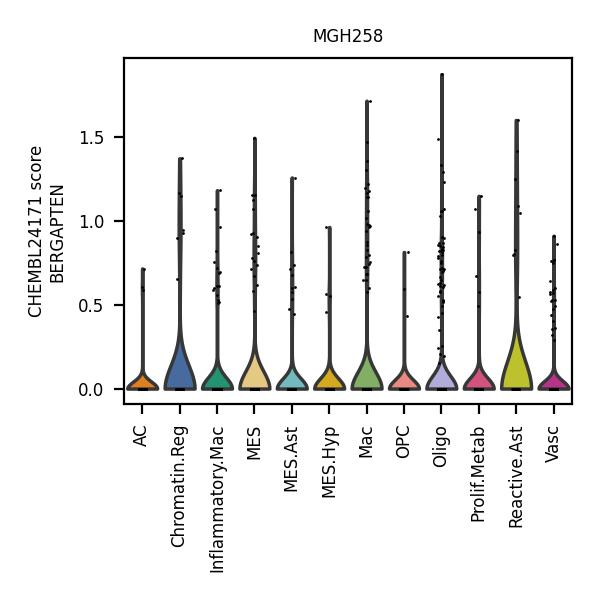 MGH258
CHEMBL24171 score
BERGAPTEN
1.5
1.0
0.5
0.0
AC
Chromatin.Reg
Inflammatory.Mac
MES
MES.Ast
MES.Hyp
Mac
OPC
Oligo
Prolif.Metab
Reactive.Ast
Vasc